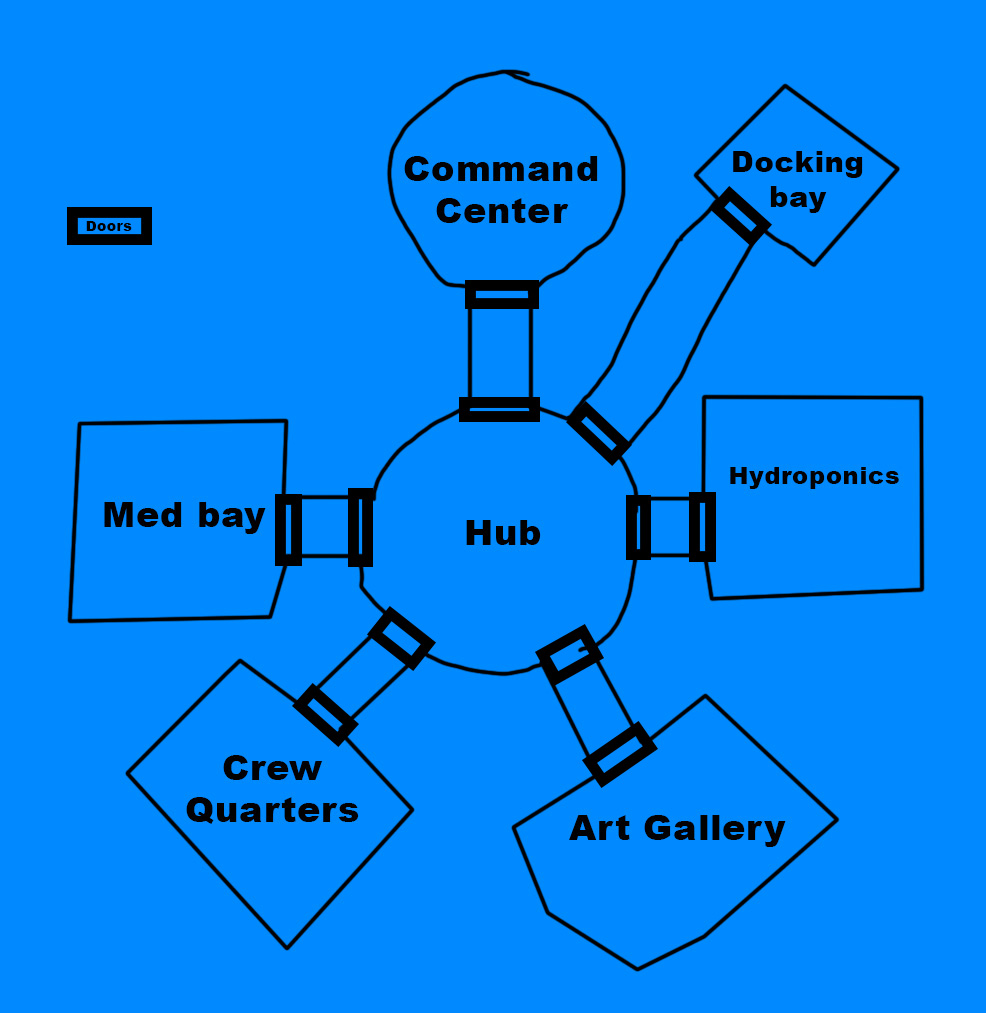 Command
Center
Docking
bay
Doors
Hydroponics
Med bay
Hub
Crew
Quarters
Art Gallery